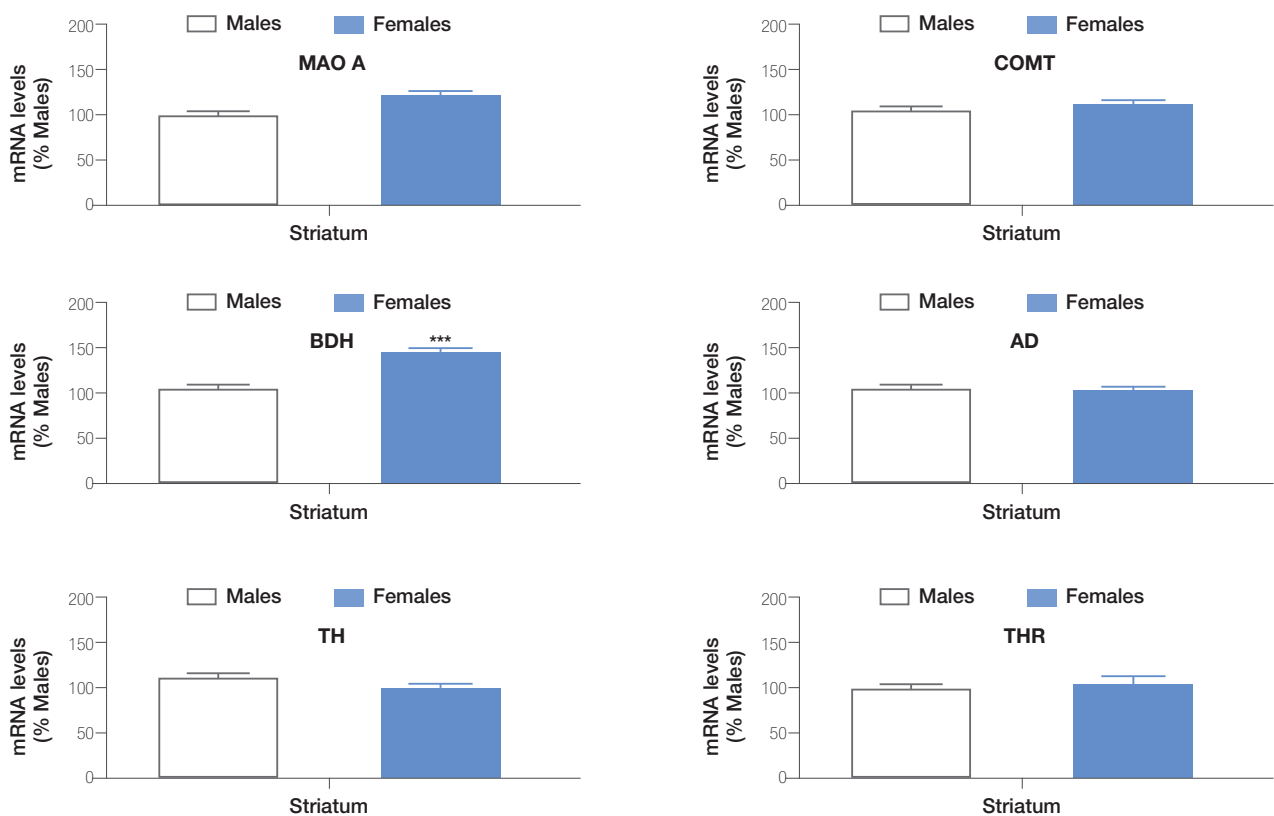 Males Females
MAO A
mRNA levels
(% Males)
200
150
100
50
0
Striatum
Males Females
COMT
mRNA levels
(% Males)
200
150
100
50
0
Striatum
Males Females
BDH
***
mRNA levels
(% Males)
200
150
100
50
0
Striatum
Males Females
AD
mRNA levels
(% Males)
200
150
100
50
0
Striatum
Males Females
TH
mRNA levels
(% Males)
200
150
100
50
0
Striatum
Males Females
THR
mRNA levels
(% Males)
200
150
100
50
0
Striatum